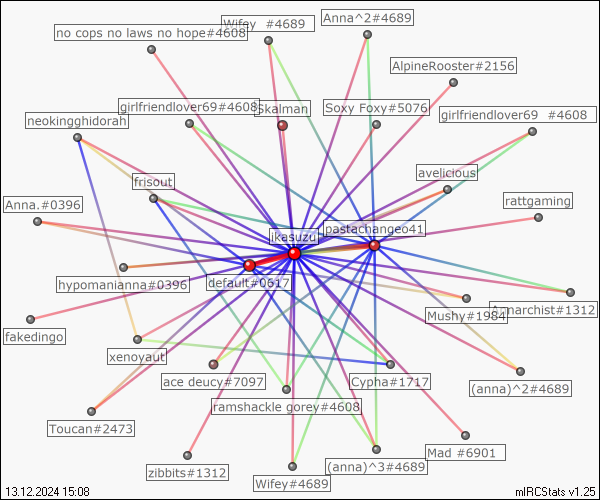 no cops no laws no hope#4608
Wifey #4689
Anna^2#4689
AlpineRooster#2156
girlfriendlover69#4608
Skalman
Soxy Foxy#5076
girlfriendlover69 #4608
neokingghidorah
frisout
avelicious
Anna.#0396
rattgaming
ikasuzu
pastachangeo41
hypomanianna#0396
default#0617
Mushy#1984
Annarchist#1312
fakedingo
xenoyaut
ace deucy#7097
Cypha#1717
(anna)^2#4689
ramshackle gorey#4608
Toucan#2473
zibbits#1312
Wifey#4689
(anna)^3#4689
Mad #6901
13.12.2024 15:08
mIRCStats v1.25